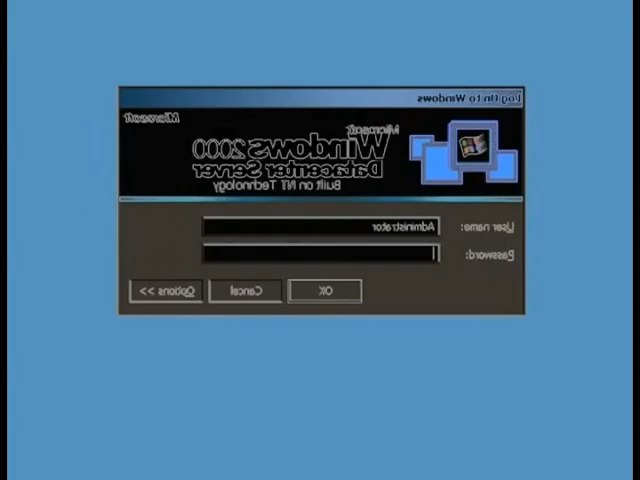 Log On to Windows
Microsoft
Microsoft
Windows 2000
Datacenter Server
Built on NT Technology
User name: Administrator
Password:
OK Cancel Options >>